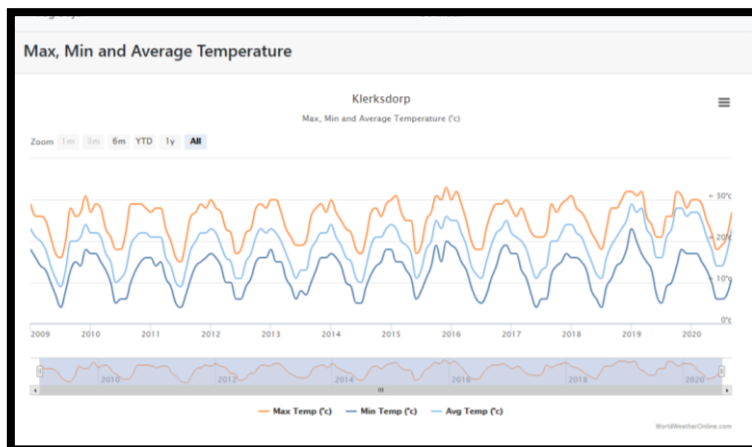 Max, Min and Average Temperature
Klerksdorp
Max, Min and Average Temperature (°c)
Zoom 1m 3m 6m YTD 1y All
30°c
20°c
10°c
0°c
2009 2010 2011 2012 2013 2014 2015 2016 2017 2018 2019 2020
2010 2012 2014 2016 2018 2020
Max Temp (°c) Min Temp (°c) Avg Temp (°c)
WorldWeatherOnline.com